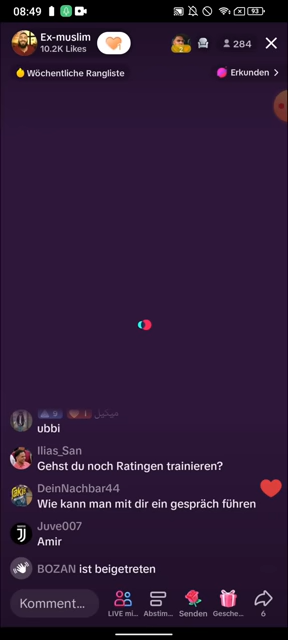 08:49
93
Ex-muslim
10.2K Likes
284
Wöchentliche Rangliste
Erkunden
ميكيل
ubbi
Ilias_San
Gehst du noch Ratingen trainieren?
DeinNachbar44
Wie kann man mit dir ein gespräch führen
Juve007
Amir
BOZAN ist beigetreten
Komment...
LIVE mi...
Abstim...
Senden
Gesche...
6